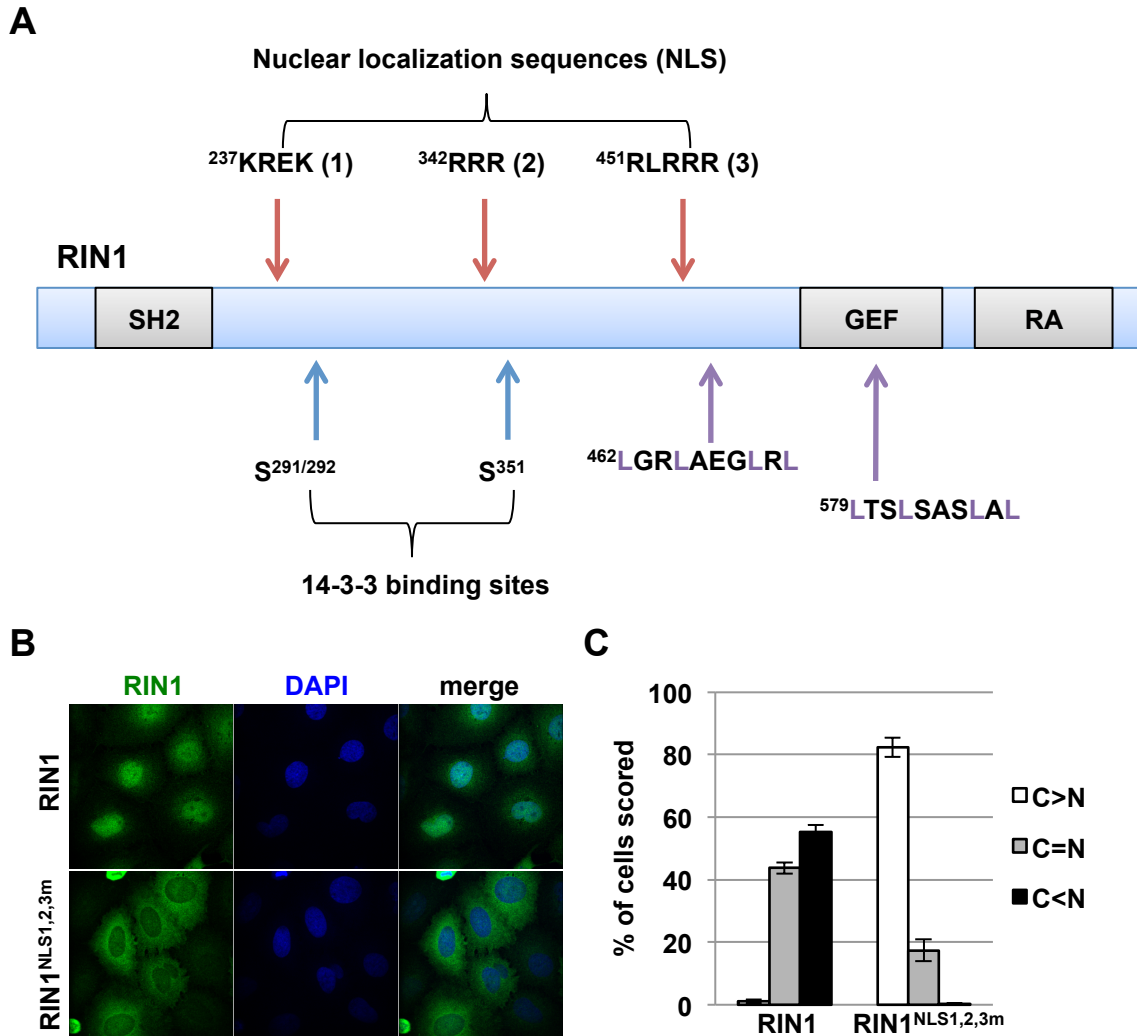 A
Nuclear localization sequences (NLS)
237KREK (1) 342RRR (2) 451RLRRR (3)
RIN1
SH2 GEF RA
S291/292 S351 462LGRLAEGLRL
579LTSLSASLAL
14-3-3 binding sites
B
RIN1 DAPI merge
RIN1
RIN1NLS1,2,3m
C
% of cells scored
100
80
60
40
20
0
RIN1 RIN1NLS1,2,3m
C>N
C=N
C<N